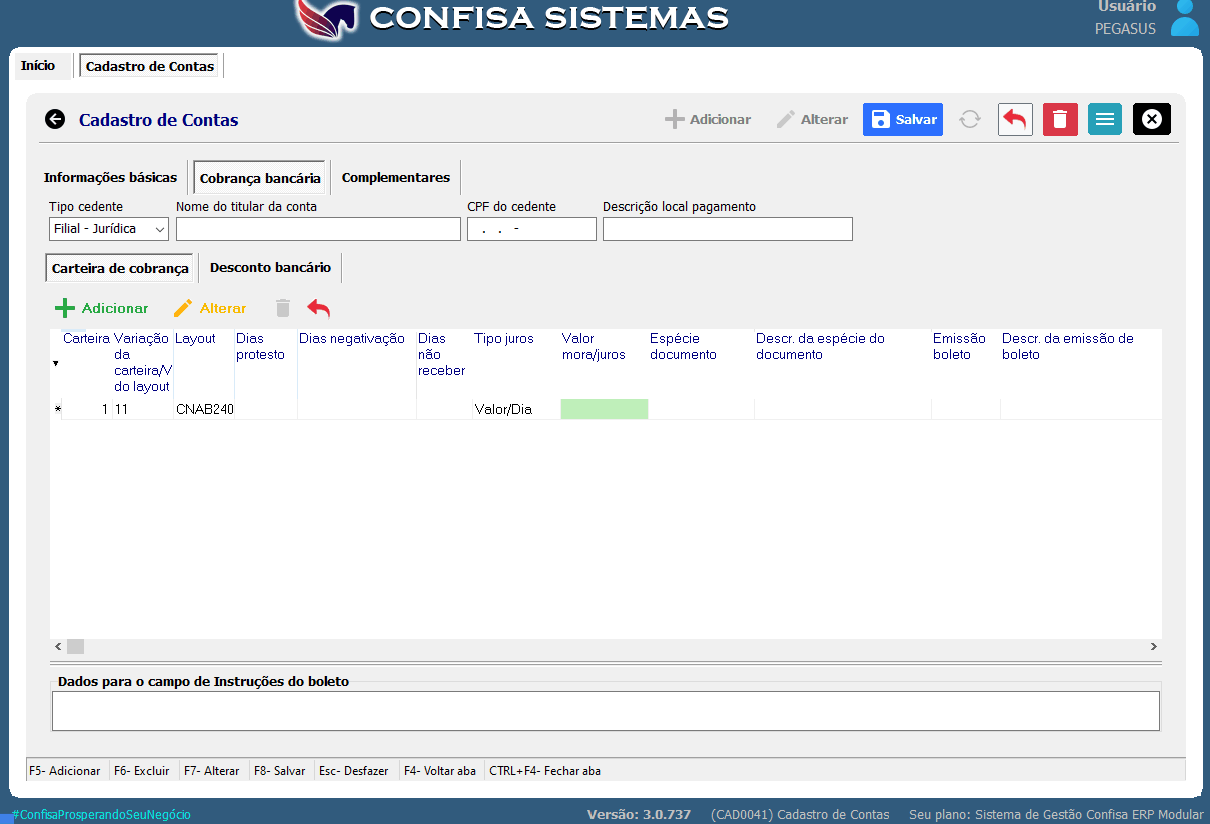 CONFISA SISTEMAS
Usuário
PEGASUS
Início
Cadastro de Contas
Cadastro de Contas
Adicionar
Alterar
Salvar
Informações básicas
Cobrança bancária
Complementares
Tipo cedente
Nome do titular da conta
CPF do cedente
Descrição local pagamento
Filial - Jurídica
. . -
Carteira de cobrança
Desconto bancário
Adicionar
Alterar
Carteira
Variação
da
carteira/V
do layout
Layout
Dias
protesto
Dias negativação
Dias
não
receber
Tipo juros
Valor
mora/juros
Espécie
documento
Descr. da espécie do
documento
Emissão
boleto
Descr. da emissão de
boleto
* 1 11 CNAB240 Valor/Dia
Dados para o campo de Instruções do boleto
F5- Adicionar
F6- Excluir
F7- Alterar
F8- Salvar
Esc- Desfazer
F4- Voltar aba
CTRL+F4- Fechar aba
#ConfisaProsperandoSeuNegócio
Versão: 3.0.737
(CAD0041) Cadastro de Contas
Seu plano: Sistema de Gestão Confisa ERP Modular